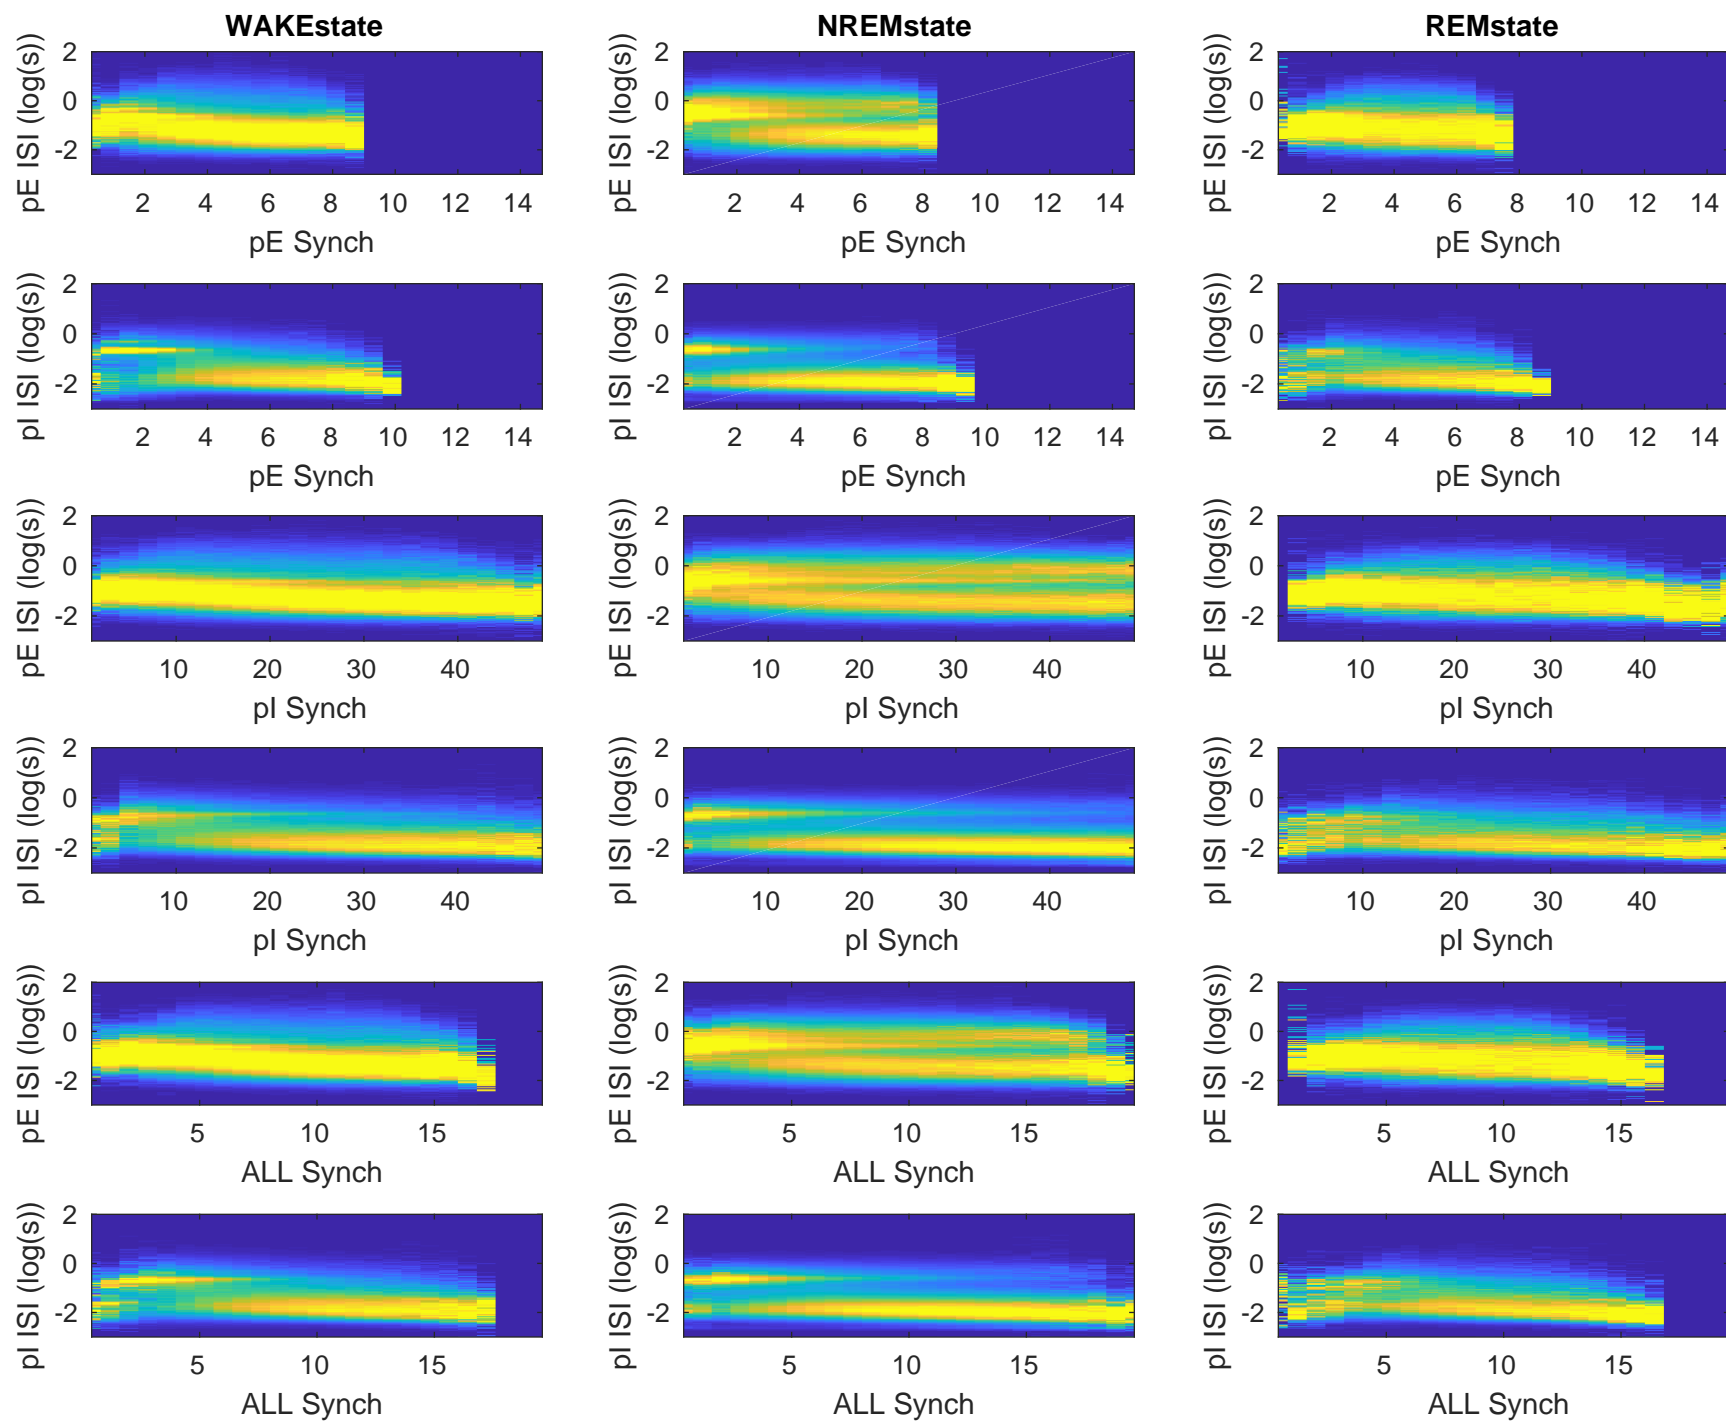 WAKEstate NREMstate REMstate
pE ISI (log(s)) 2 0 -2 pE ISI (log(s)) 2 0 -2 pE ISI (log(s)) 2 0 -2
2 4 6 8 10 12 14 2 4 6 8 10 12 14 2 4 6 8 10 12 14
pE Synch pE Synch pE Synch
pI ISI (log(s)) 2 0 -2 pI ISI (log(s)) 2 0 -2 pI ISI (log(s)) 2 0 -2
2 4 6 8 10 12 14 2 4 6 8 10 12 14 2 4 6 8 10 12 14
pE Synch pE Synch pE Synch
pE ISI (log(s)) 2 0 -2 pE ISI (log(s)) 2 0 -2 pE ISI (log(s)) 2 0 -2
10 20 30 40 10 20 30 40 10 20 30 40
pI Synch pI Synch pI Synch
pI ISI (log(s)) 2 0 -2 pI ISI (log(s)) 2 0 -2 pI ISI (log(s)) 2 0 -2
10 20 30 40 10 20 30 40 10 20 30 40
pI Synch pI Synch pI Synch
pE ISI (log(s)) 2 0 -2 pE ISI (log(s)) 2 0 -2 pE ISI (log(s)) 2 0 -2
5 10 15 5 10 15 5 10 15
ALL Synch ALL Synch ALL Synch
pI ISI (log(s)) 2 0 -2 pI ISI (log(s)) 2 0 -2 pI ISI (log(s)) 2 0 -2
5 10 15 5 10 15 5 10 15
ALL Synch ALL Synch ALL Synch